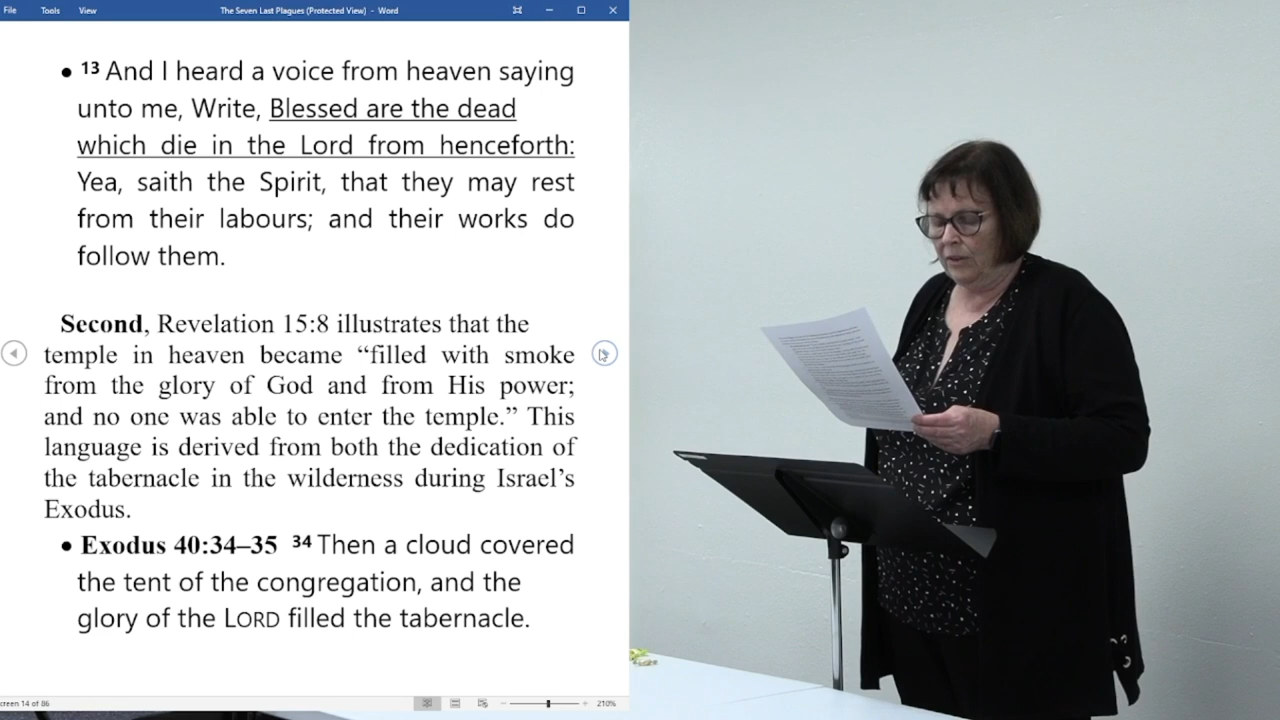 File Tools View The Seven Last Plagues (Protected View) - Word
• 13 And I heard a voice from heaven saying
unto me, Write, Blessed are the dead
which die in the Lord from henceforth:
Yea, saith the Spirit, that they may rest
from their labours; and their works do
follow them.
Second, Revelation 15:8 illustrates that the
temple in heaven became “filled with smoke
from the glory of God and from His power;
and no one was able to enter the temple.” This
language is derived from both the dedication of
the tabernacle in the wilderness during Israel’s
Exodus.
• Exodus 40:34–35 34 Then a cloud covered
the tent of the congregation, and the
glory of the LORD filled the tabernacle.
creen 14 of 86 210%